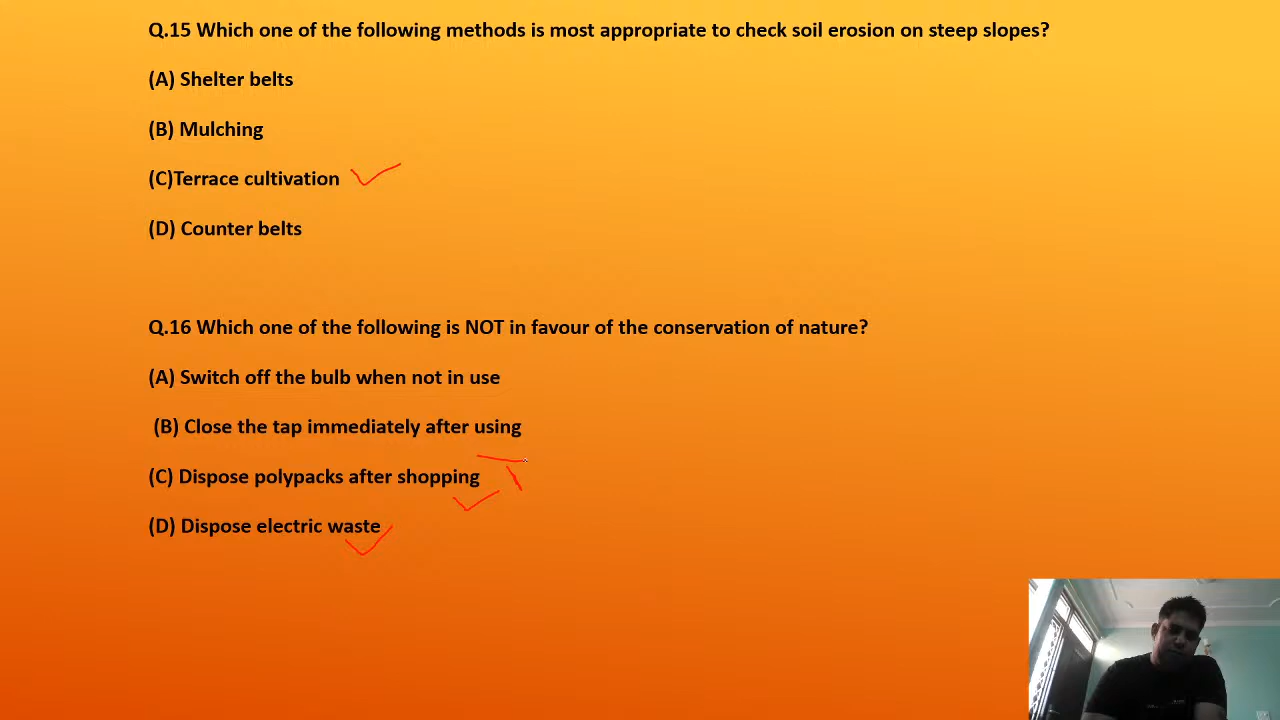 Q.15 Which one of the following methods is most appropriate to check soil erosion on steep slopes?
(A) Shelter belts
(B) Mulching
(C)Terrace cultivation
(D) Counter belts
Q.16 Which one of the following is NOT in favour of the conservation of nature?
(A) Switch off the bulb when not in use
(B) Close the tap immediately after using
(C) Dispose polypacks after shopping
(D) Dispose electric waste